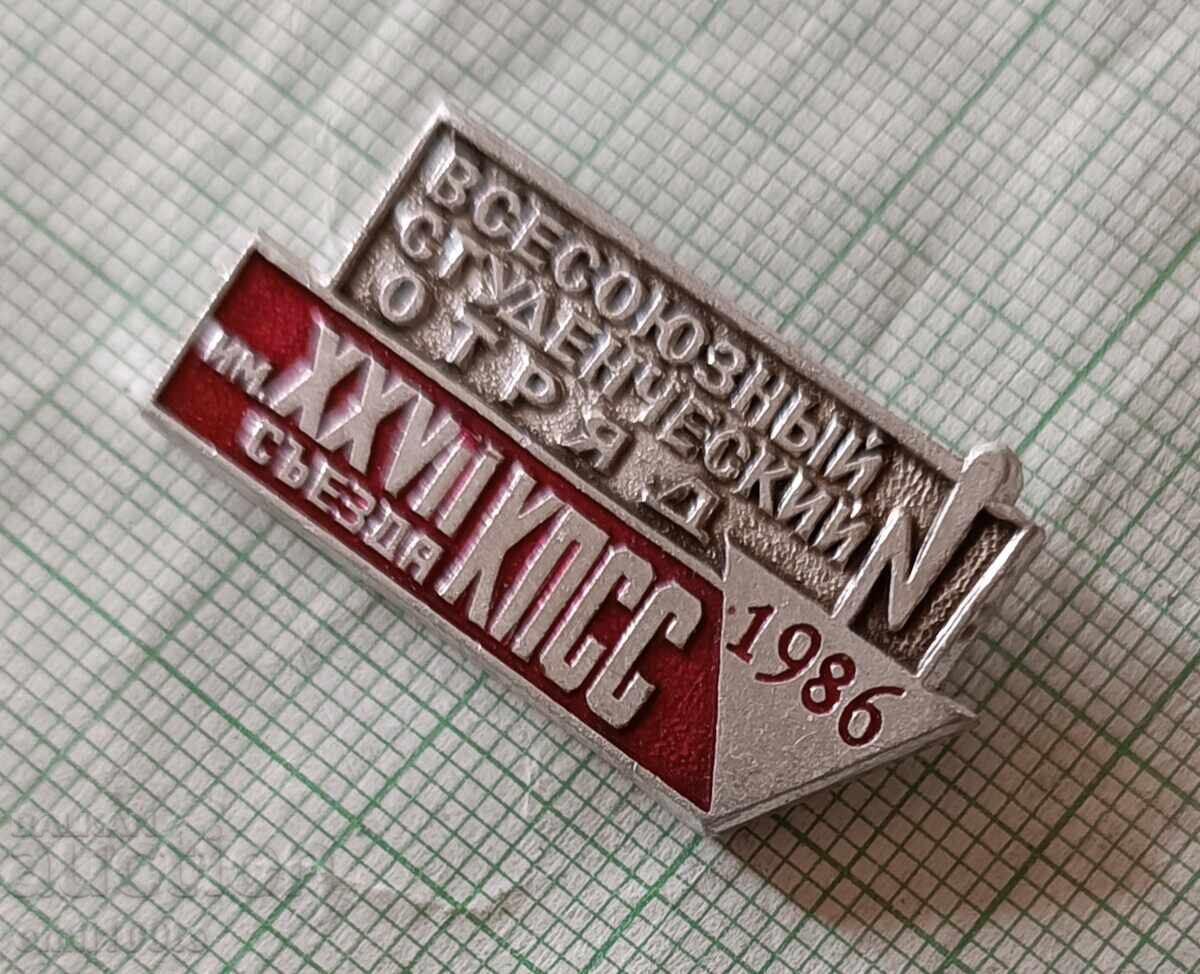 ВСЕСОЮЗНЫЙ
СТУДЕНЧЕСКИЙ
ОТРЯД
ИМ. XXVII КПСС
СЪЕЗДА
1986